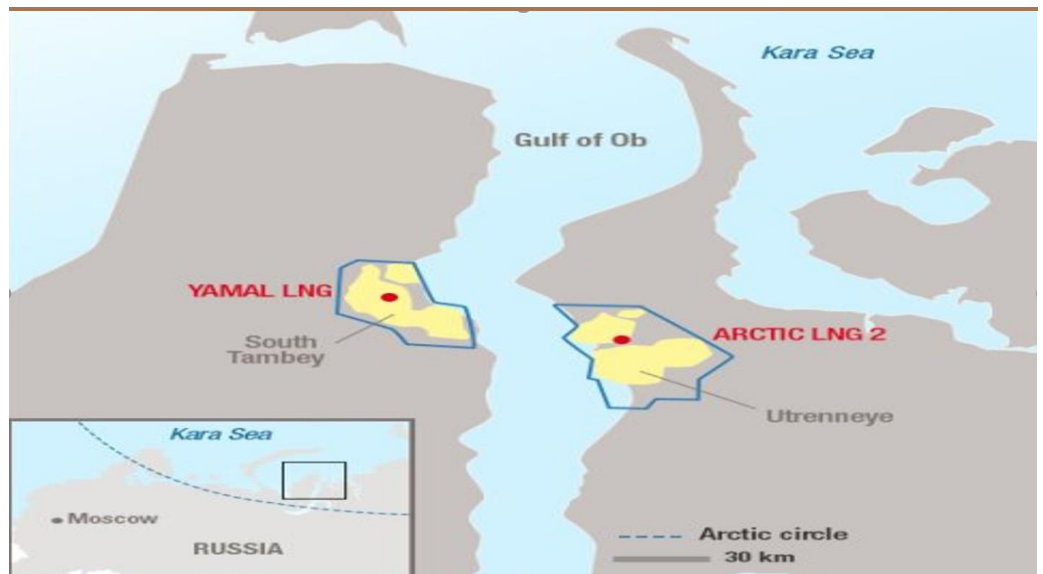 Kara Sea
Gulf of Ob
YAMAL LNG
South
Tambey
ARCTIC LNG 2
Utrenneye
Kara Sea
Moscow
RUSSIA
Arctic circle
30 km